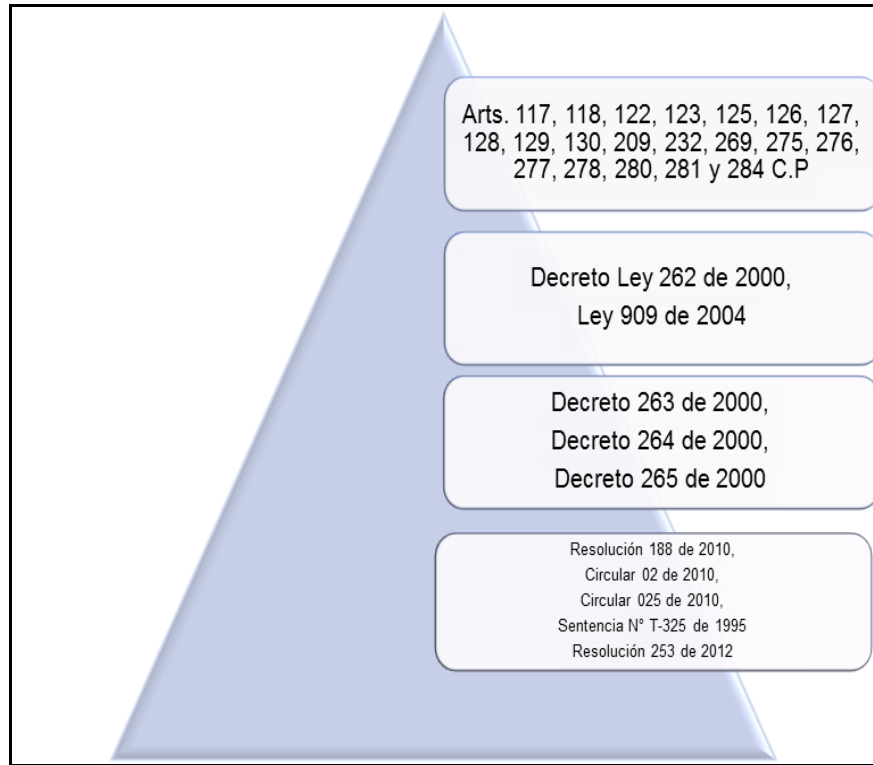 Arts. 117, 118, 122, 123, 125, 126, 127,
128, 129, 130, 209, 232, 269, 275, 276,
277, 278, 280, 281 y 284 C.P
Decreto Ley 262 de 2000,
Ley 909 de 2004
Decreto 263 de 2000,
Decreto 264 de 2000,
Decreto 265 de 2000
Resolución 188 de 2010,
Circular 02 de 2010,
Circular 025 de 2010,
Sentencia N° T-325 de 1995
Resolución 253 de 2012